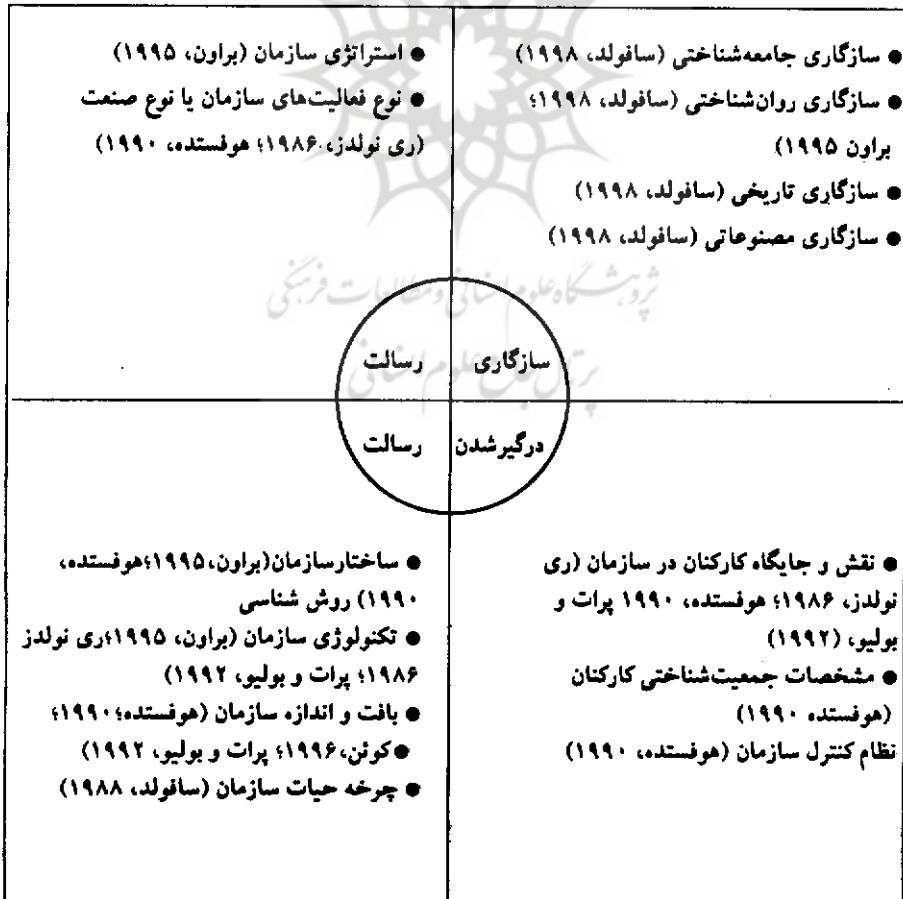 ● سازگاری جامعه‌شناختی (سافولد، ۱۹۹۸)
● سازگاری روان‌شناختی (سافولد، ۱۹۹۸؛
براون ۱۹۹۵)
● سازگاری تاریخی (سافولد، ۱۹۹۸)
● سازگاری مصنوعاتی (سافولد، ۱۹۹۸)
● استراتژی سازمان (براون، ۱۹۹۵)
● نوع فعالیت‌های سازمان یا نوع صنعت
(ری نولدز، ۱۹۸۶؛ هوفستده، ۱۹۹۰)
پژوهشگاه علوم انسانی و مطالعات فرهنگی
پرتال جامع علوم انسانی
سازگاری
رسالت
درگیرشدن
رسالت
● نقش و جایگاه کارکنان در سازمان (ری
نولدز، ۱۹۸۶؛ هوفستده، ۱۹۹۰ پرات و
بولیو، (۱۹۹۲)
● مشخصات جمعیت‌شناختی کارکنان
(هوفستده ۱۹۹۰)
نظام کنترل سازمان (هوفستده، ۱۹۹۰)
● ساختارسازمان(براون،۱۹۹۵؛هوفستده،
۱۹۹۰) روش شناسی
● تکنولوژی سازمان (براون، ۱۹۹۵؛ری نولدز
۱۹۸۶؛ پرات و بولیو، ۱۹۹۲)
● بافت و اندازه سازمان (هوفستده؛۱۹۹۰؛
●کوئن،۱۹۹۶؛ پرات و بولیو، ۱۹۹۲)
● چرخه حیات سازمان (سافولد، ۱۹۸۸)